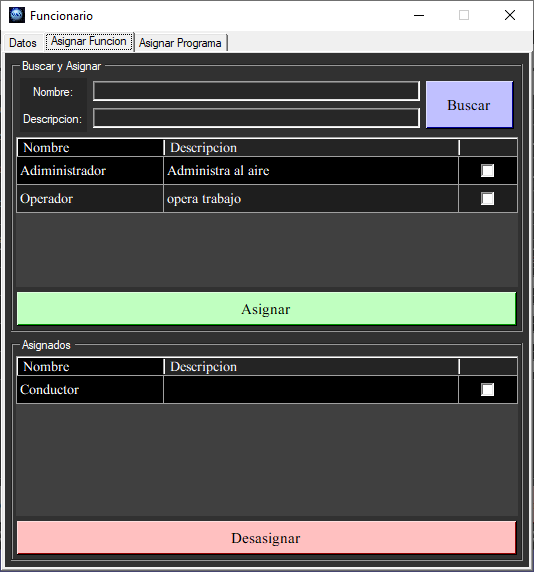 Funcionario
Datos Asignar Funcion Asignar Programa
Buscar y Asignar
Nombre:
Descripcion:
Buscar
Nombre Descripcion
Adiministrador Administra al aire
Operador opera trabajo
Asignar
Asignados
Nombre Descripcion
Conductor
Desasignar